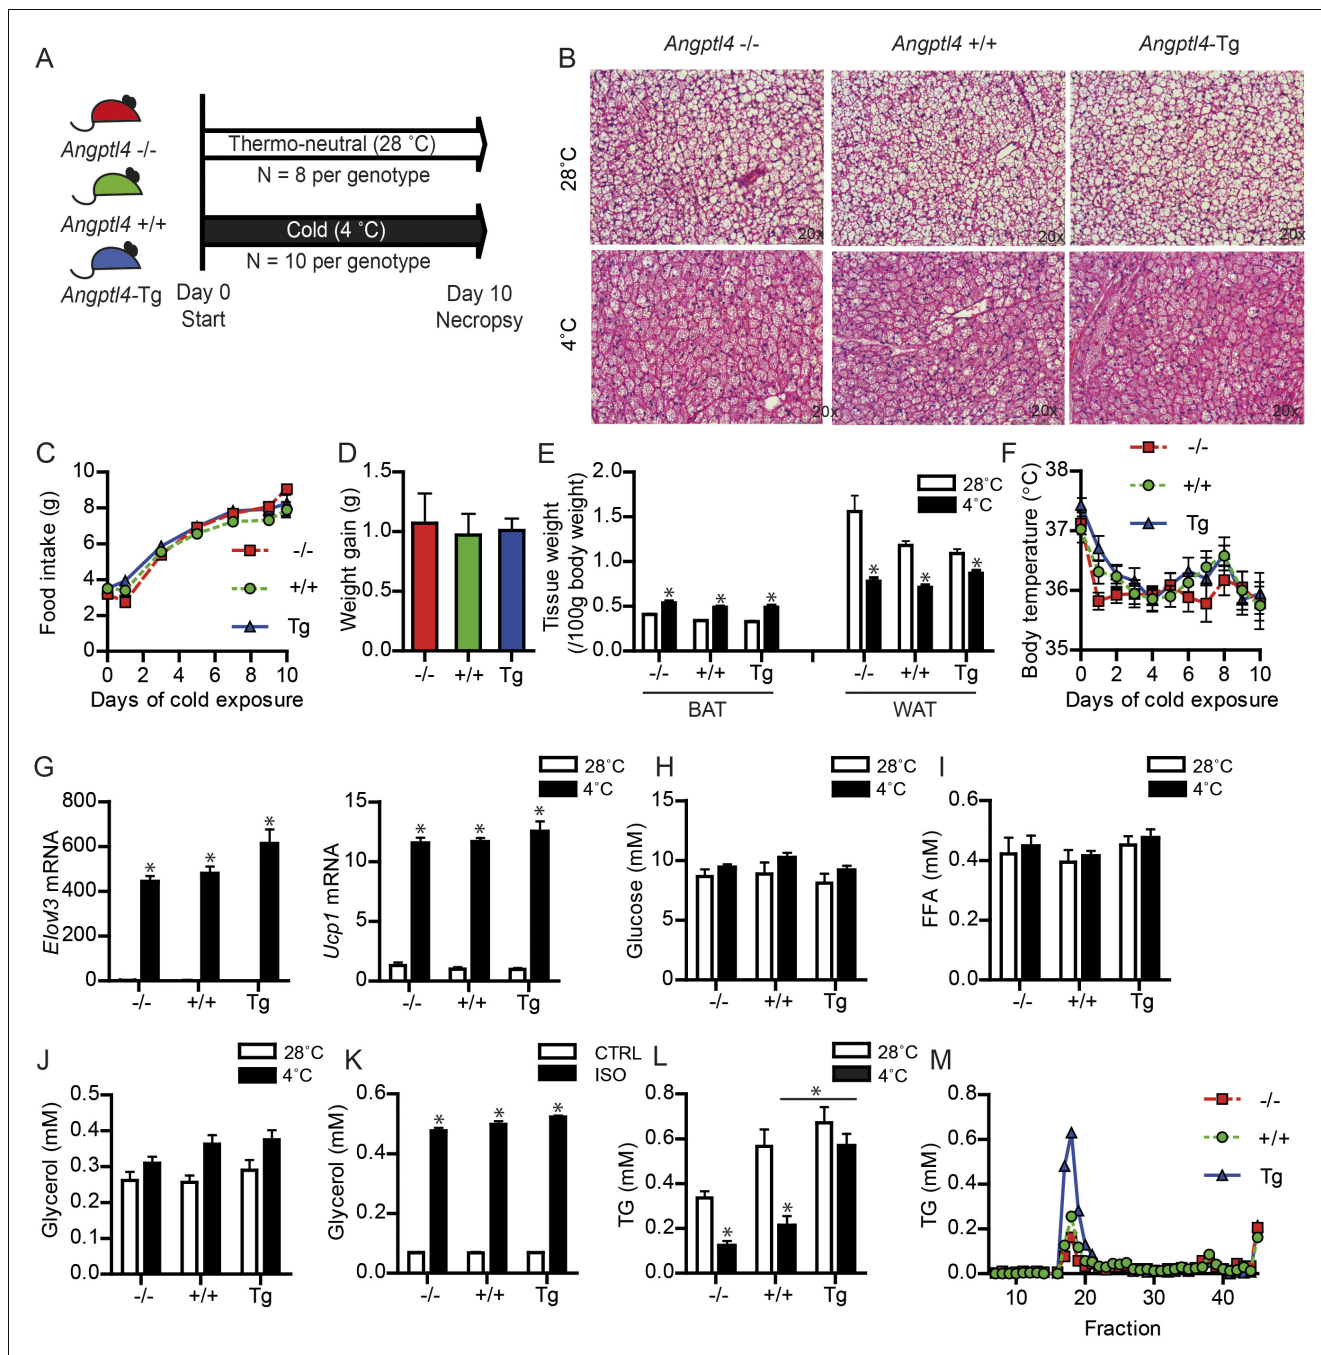 A
Angptl4 -/-
Angptl4 +/+
Angptl4-Tg
Thermo-neutral (28 ˚C)
N = 8 per genotype
Cold (4 ˚C)
N = 10 per genotype
Day 0
Start
Day 10
Necropsy
B
Angptl4 -/-
Angptl4 +/+
Angptl4-Tg
28˚C
20x
20x
20x
4˚C
20x
20x
20x
C
Food intake (g)
10
8
6
4
2
0
-/-
+/+
Tg
0 2 4 6 8 10
Days of cold exposure
D
Weight gain (g)
1.5
1.0
0.5
0.0
-/- +/+ Tg
E
Tissue weight
(/100g body weight)
2.0
1.5
1.0
0.5
0.0
28˚C
4˚C
* * * * * *
-/- +/+ Tg -/- +/+ Tg
BAT WAT
F
-/-
+/+
Tg
Body temperature (°C)
38
37
36
35
0 2 4 6 8 10
Days of cold exposure
G
28˚C
4˚C
Elovl3 mRNA
800
600
400
200
0
* * *
-/- +/+ Tg
Ucp1 mRNA
15
10
5
0
* * *
-/- +/+ Tg
H
28˚C
4˚C
Glucose (mM)
15
10
5
0
-/- +/+ Tg
I
28˚C
4˚C
FFA (mM)
0.6
0.4
0.2
0.0
-/- +/+ Tg
J
28˚C
4˚C
Glycerol (mM)
0.5
0.4
0.3
0.2
0.1
0.0
-/- +/+ Tg
K
CTRL
ISO
Glycerol (mM)
0.6
0.4
0.2
0.0
* * *
-/- +/+ Tg
L
28˚C
4˚C
TG (mM)
0.8
0.6
0.4
0.2
0.0
* * *
-/- +/+ Tg
M
-/-
+/+
Tg
TG (mM)
0.8
0.6
0.4
0.2
0.0
10 20 30 40
Fraction